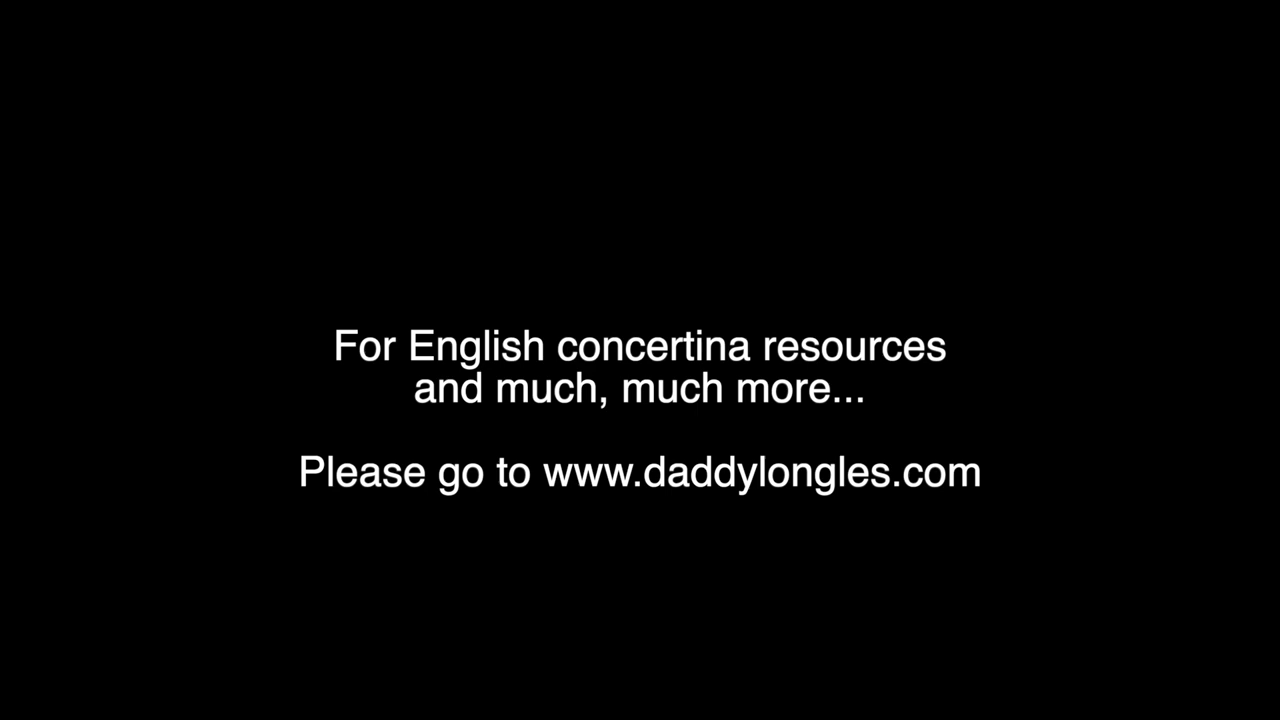 For English concertina resources
and much, much more...
Please go to www.daddylongles.com